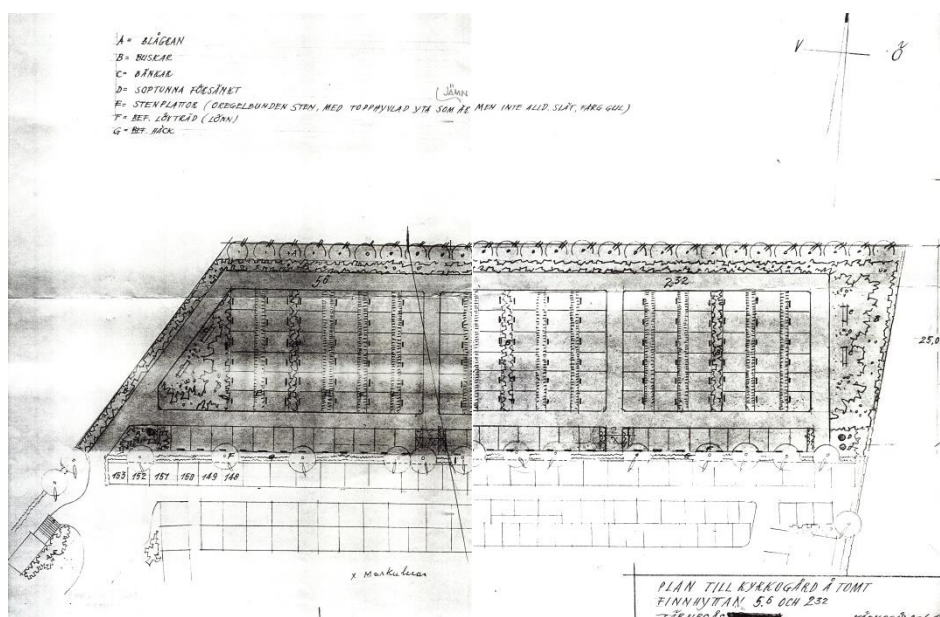 A = BLÅGRAN
B = BUSKAR
C = BÄNKAR
D = SOPTUNNA FÖRSÄNKT
(JÄMN
E = STENPLATTOR (OREGELBUNDEN STEN, MED TOPPHYVLAD YTA SOM ÄR MEN INTE ALLD. SLÄT, FÄRG GUL)
F = BEF. LÖVTRÄD (LÖNN)
G = BEF. HÄCK
V Ö
5,6 232
25,0
153 152 151 150 149 148
F
PLAN TILL KYRKOGÅRD Å TOMT
FINNHYTTAN 5,6 OCH 232